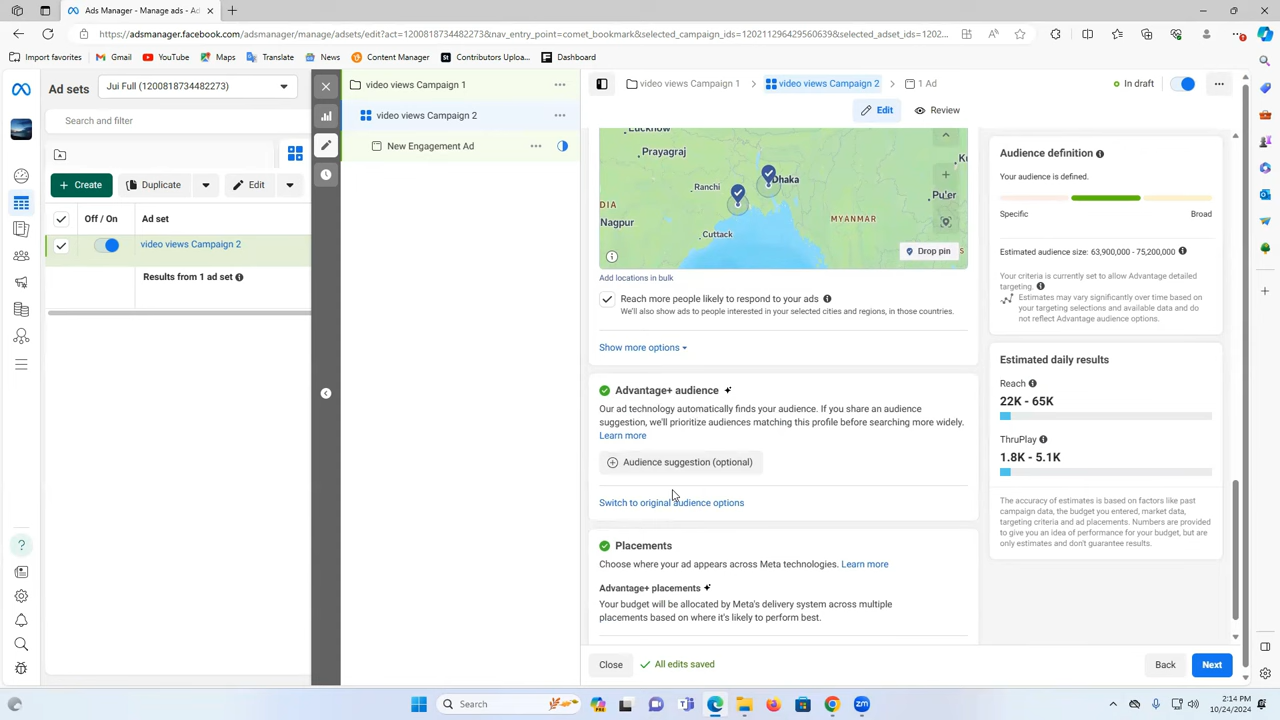 Ads Manager - Manage ads - Ad
https://adsmanager.facebook.com/adsmanager/manage/adsets/edit?act=1200818734482273&nav_entry_point=comet_bookmark&selected_campaign_ids=120211296429560639&selected_adset_ids=1202...
Import favorites
Gmail
YouTube
Maps
Translate
News
Content Manager
Contributors Uploa...
Dashboard
Ad sets
Jui Full (1200818734482273)
Search and filter
Create
Duplicate
Edit
Off / On
Ad set
video views Campaign 2
Results from 1 ad set
video views Campaign 1
video views Campaign 2
New Engagement Ad
video views Campaign 1
video views Campaign 2
1 Ad
In draft
Edit
Review
Lucknow
Prayagraj
Ranchi
Dhaka
Nagpur
Cuttack
MYANMAR
Pu'er
Drop pin
Add locations in bulk
Reach more people likely to respond to your ads
We'll also show ads to people interested in your selected cities and regions, in those countries.
Show more options
Advantage+ audience
Our ad technology automatically finds your audience. If you share an audience
suggestion, we'll prioritize audiences matching this profile before searching more widely.
Learn more
Audience suggestion (optional)
Switch to original audience options
Placements
Choose where your ad appears across Meta technologies. Learn more
Advantage+ placements
Your budget will be allocated by Meta's delivery system across multiple
placements based on where it's likely to perform best.
Close
All edits saved
Back
Next
Audience definition
Your audience is defined.
Specific
Broad
Estimated audience size: 63,900,000 - 75,200,000
Your criteria is currently set to allow Advantage detailed
targeting.
Estimates may vary significantly over time based on
your targeting selections and available data and do
not reflect Advantage audience options.
Estimated daily results
Reach
22K - 65K
ThruPlay
1.8K - 5.1K
The accuracy of estimates is based on factors like past
campaign data, the budget you entered, market data,
targeting criteria and ad placements. Numbers are provided
to give you an idea of performance for your budget, but are
only estimates and don't guarantee results.
Search
2:14 PM
10/24/2024